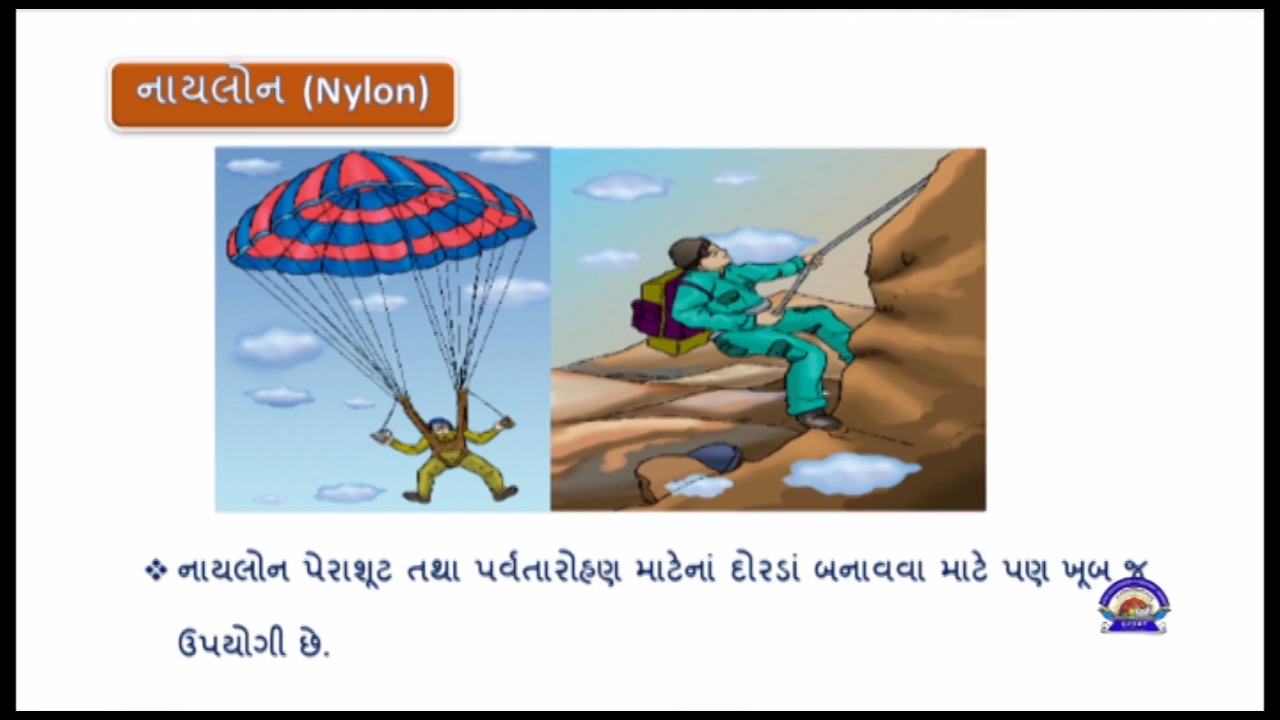 નાયલોન (Nylon)
❖ નાયલોન પેરાશૂટ તથા પર્વતારોહણ માટેનાં દોરડાં બનાવવા માટે પણ ખૂબ જ
ઉપયોગી છે.